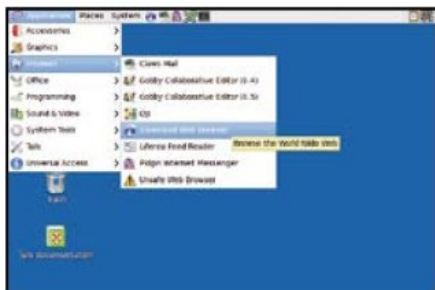 Applications Places System
Accessories
Graphics
Internet
Office
Programming
Sound & Video
System Tools
Tails
Universal Access
Claws Mail
Gobby Collaborative Editor (0.4)
Gobby Collaborative Editor (0.5)
I2p
Iceweasel Web Browser
Liferea Feed Reader
Pidgin Internet Messenger
Unsafe Web Browser
Browse the World Wide Web
Trash
Tails documentation